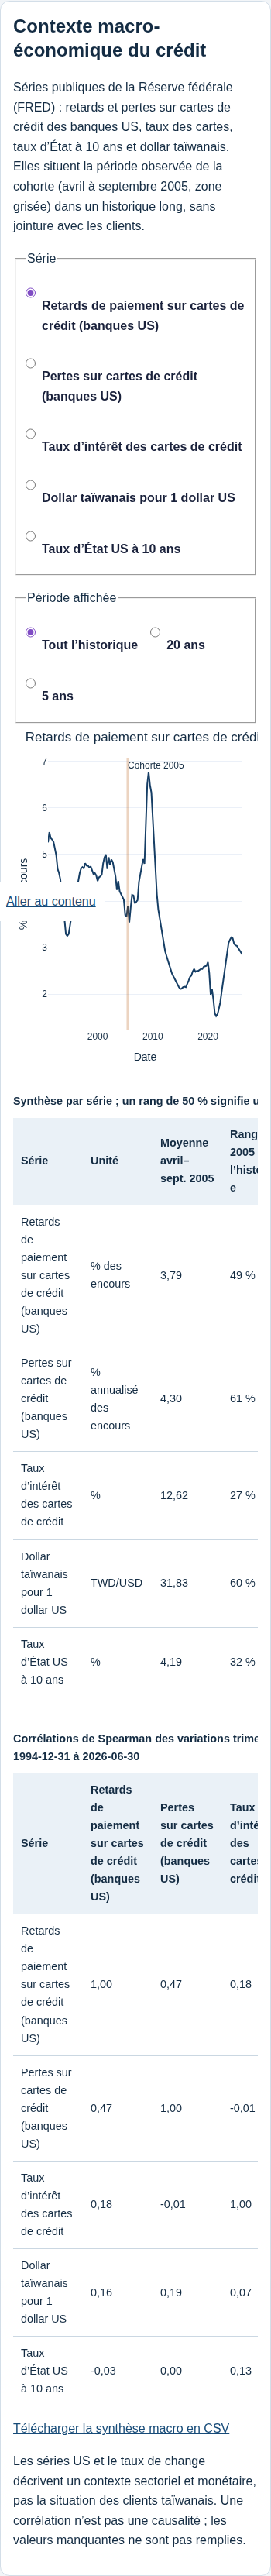 Contexte macro-
économique du crédit
Séries publiques de la Réserve fédérale
(FRED) : retards et pertes sur cartes de
crédit des banques US, taux des cartes,
taux d’État à 10 ans et dollar taïwanais.
Elles situent la période observée de la
cohorte (avril à septembre 2005, zone
grisée) dans un historique long, sans
jointure avec les clients.
Série
Retards de paiement sur cartes de
crédit (banques US)
Pertes sur cartes de crédit
(banques US)
Taux d’intérêt des cartes de crédit
Dollar taïwanais pour 1 dollar US
Taux d’État US à 10 ans
Période affichée
Tout l’historique
20 ans
5 ans
Retards de paiement sur cartes de crédi
Cohorte 2005
7
6
5
3
2
%
Aller au contenu
2000
2010
2020
Date
Synthèse par série ; un rang de 50 % signifie
Série
Unité
Moyenne
avril–
sept. 2005
Rang
2005
l’histo
e
Retards
de
paiement
sur cartes
de crédit
(banques
US)
% des
encours
3,79
49 %
Pertes sur
cartes de
crédit
(banques
US)
%
annualisé
des
encours
4,30
61 %
Taux
d’intérêt
des cartes
de crédit
%
12,62
27 %
Dollar
taïwanais
pour 1
dollar US
TWD/USD
31,83
60 %
Taux
d’État US
à 10 ans
%
4,19
32 %
Corrélations de Spearman des variations trime
1994-12-31 à 2026-06-30
Série
Retards
de
paiement
sur cartes
de crédit
(banques
US)
Pertes
sur cartes
de crédit
(banques
US)
Taux
d’inté
des
cartes
crédit
Retards
de
paiement
sur cartes
de crédit
(banques
US)
1,00
0,47
0,18
Pertes sur
cartes de
crédit
(banques
US)
0,47
1,00
-0,01
Taux
d’intérêt
des cartes
de crédit
0,18
-0,01
1,00
Dollar
taïwanais
pour 1
dollar US
0,16
0,19
0,07
Taux
d’État US
à 10 ans
-0,03
0,00
0,13
Télécharger la synthèse macro en CSV
Les séries US et le taux de change
décrivent un contexte sectoriel et monétaire,
pas la situation des clients taïwanais. Une
corrélation n’est pas une causalité ; les
valeurs manquantes ne sont pas remplies.